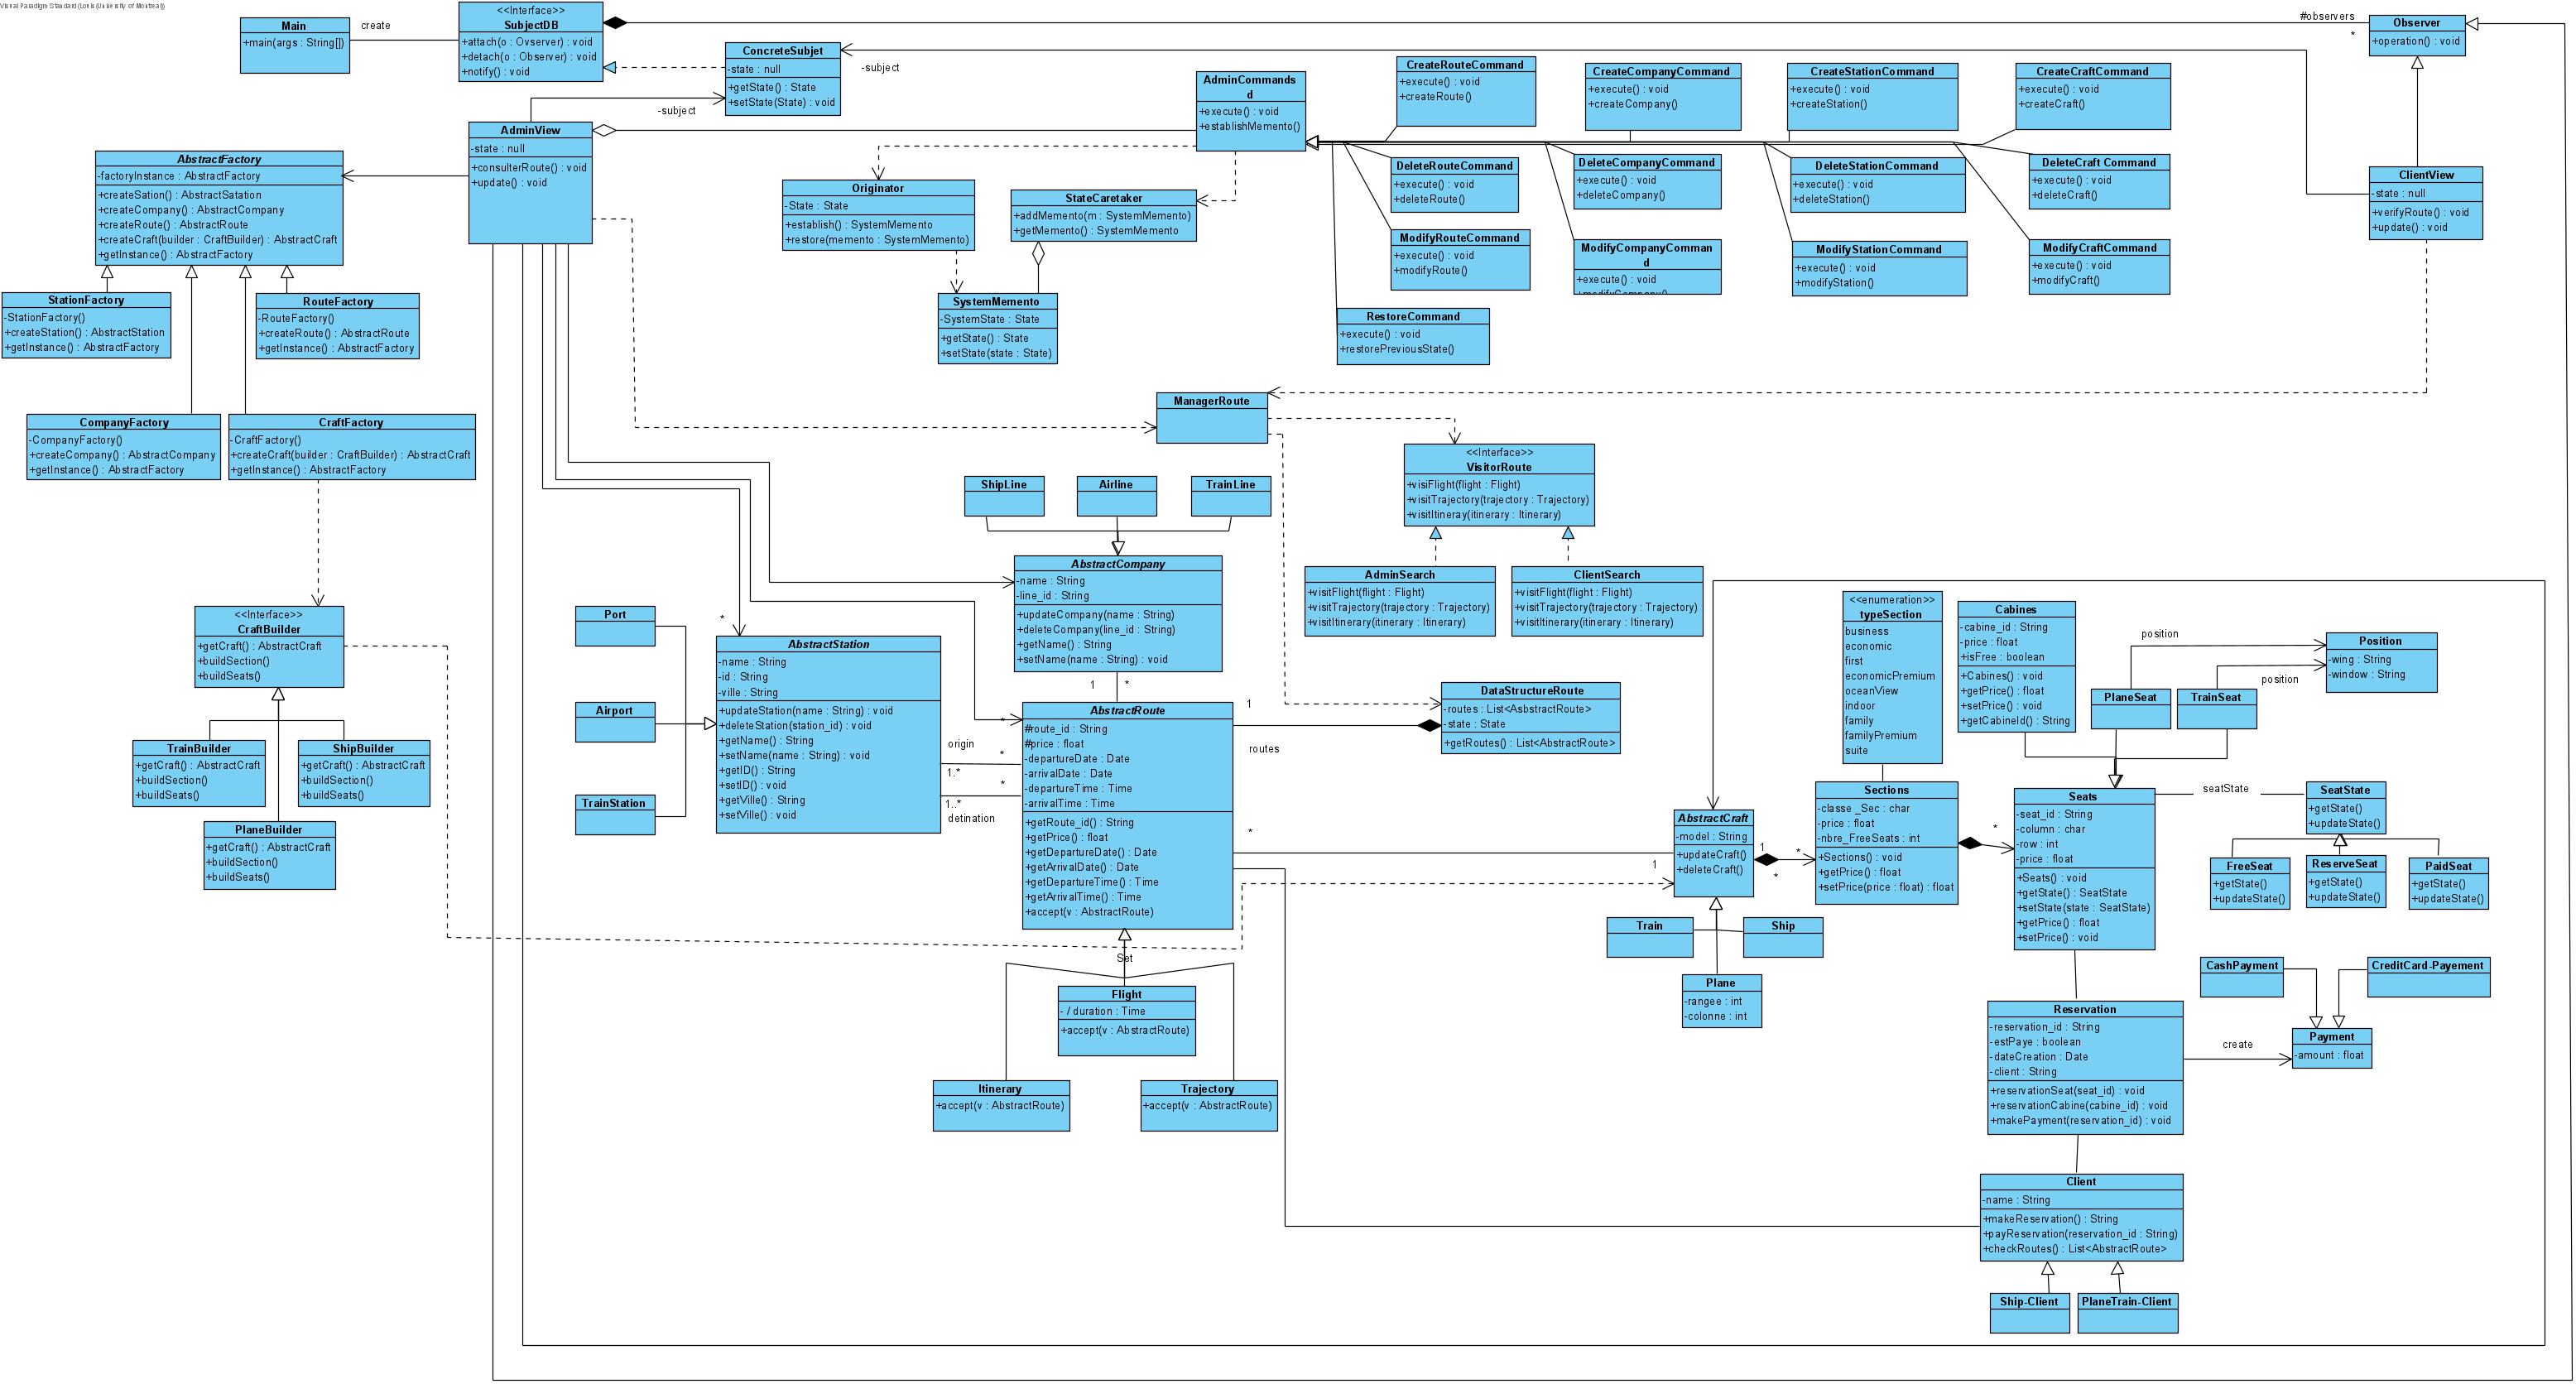 Visual Paradigm Standard(Louis(University of Montreal))
Main
+main(args : String[])
create
<<Interface>>
SubjectDB
+attach(o : Ovserver) : void
+detach(o : Observer) : void
+notify() : void
ConcreteSubjet
-state : null
+getState() : State
+setState(State) : void
-subject
-subject
#observers
*
Observer
+operation() : void
AdminCommands
d
+execute() : void
+establishMemento()
CreateRouteCommand
+execute() : void
+createRoute()
CreateCompanyCommand
+execute() : void
+createCompany()
CreateStationCommand
+execute() : void
+createStation()
CreateCraftCommand
+execute() : void
+createCraft()
DeleteRouteCommand
+execute() : void
+deleteRoute()
DeleteCompanyCommand
+execute() : void
+deleteCompany()
DeleteStationCommand
+execute() : void
+deleteStation()
DeleteCraft Command
+execute() : void
+deleteCraft()
ModifyRouteCommand
+execute() : void
+modifyRoute()
ModifyCompanyComman
d
+execute() : void
+modifyCompany()
ModifyStationCommand
+execute() : void
+modifyStation()
ModifyCraftCommand
+execute() : void
+modifyCraft()
RestoreCommand
+execute() : void
+restorePreviousState()
ClientView
-state : null
+verifyRoute() : void
+update() : void
AdminView
-state : null
+consulterRoute() : void
+update() : void
AbstractFactory
-factoryInstance : AbstractFactory
+createSation() : AbstractSatation
+createCompany() : AbstractCompany
+createRoute() : AbstractRoute
+createCraft(builder : CraftBuilder) : AbstractCraft
+getInstance() : AbstractFactory
StationFactory
-StationFactory()
+createStation() : AbstractStation
+getInstance() : AbstractFactory
RouteFactory
-RouteFactory()
+createRoute() : AbstractRoute
+getInstance() : AbstractFactory
CompanyFactory
-CompanyFactory()
+createCompany() : AbstractCompany
+getInstance() : AbstractFactory
CraftFactory
-CraftFactory()
+createCraft(builder : CraftBuilder) : AbstractCraft
+getInstance() : AbstractFactory
Originator
-State : State
+establish() : SystemMemento
+restore(memento : SystemMemento)
StateCaretaker
+addMemento(m : SystemMemento)
+getMemento() : SystemMemento
SystemMemento
-SystemState : State
+getState() : State
+setState(state : State)
ManagerRoute
<<Interface>>
VisitorRoute
+visiFlight(flight : Flight)
+visitTrajectory(trajectory : Trajectory)
+visitItineray(itinerary : Itinerary)
AdminSearch
+visitFlight(flight : Flight)
+visitTrajectory(trajectory : Trajectory)
+visitItinerary(itinerary : Itinerary)
ClientSearch
+visitFlight(flight : Flight)
+visitTrajectory(trajectory : Trajectory)
+visitItinerary(itinerary : Itinerary)
ShipLine
Airline
TrainLine
AbstractCompany
-name : String
-line_id : String
+updateCompany(name : String)
+deleteCompany(line_id : String)
+getName() : String
+setName(name : String) : void
1
*
<<Interface>>
CraftBuilder
+getCraft() : AbstractCraft
+buildSection()
+buildSeats()
TrainBuilder
+getCraft() : AbstractCraft
+buildSection()
+buildSeats()
ShipBuilder
+getCraft() : AbstractCraft
+buildSection()
+buildSeats()
PlaneBuilder
+getCraft() : AbstractCraft
+buildSection()
+buildSeats()
Port
Airport
TrainStation
*
AbstractStation
-name : String
-id : String
-ville : String
+updateStation(name : String) : void
+deleteStation(station_id) : void
+getName() : String
+setName(name : String) : void
+getID() : String
+setID() : void
+getVille() : String
+setVille() : void
origin
1.*
1..*
detination
*
*
*
AbstractRoute
#route_id : String
#price : float
-departureDate : Date
-arrivalDate : Date
-departureTime : Time
-arrivalTime : Time
+getRoute_id() : String
+getPrice() : float
+getDepartureDate() : Date
+getArrivalDate() : Date
+getDepartureTime() : Time
+getArrivalTime() : Time
+accept(v : AbstractRoute)
1
routes
*
DataStructureRoute
-routes : List<AsbstractRoute>
-state : State
+getRoutes() : List<AbstractRoute>
Set
Flight
- / duration : Time
+accept(v : AbstractRoute)
Itinerary
+accept(v : AbstractRoute)
Trajectory
+accept(v : AbstractRoute)
<<enumeration>>
typeSection
business
economic
first
economicPremium
oceanView
indoor
family
familyPremium
suite
Cabines
-cabine_id : String
-price : float
+isFree : boolean
+Cabines() : void
+getPrice() : float
+setPrice() : void
+getCabineId() : String
position
position
Position
-wing : String
-window : String
PlaneSeat
TrainSeat
AbstractCraft
-model : String
+updateCraft()
+deleteCraft()
1
1
*
*
Train
Ship
Plane
-rangee : int
-colonne : int
Sections
-classe _Sec : char
-price : float
-nbre_FreeSeats : int
+Sections() : void
+getPrice() : float
+setPrice(price : float) : float
*
Seats
-seat_id : String
-column : char
-row : int
-price : float
+Seats() : void
+getState() : SeatState
+setState(state : SeatState)
+getPrice() : float
+setPrice() : void
seatState
SeatState
+getState()
+updateState()
FreeSeat
+getState()
+updateState()
ReserveSeat
+getState()
+updateState()
PaidSeat
+getState()
+updateState()
CashPayment
CreditCard-Payement
Payment
-amount : float
create
Reservation
-reservation_id : String
-estPaye : boolean
-dateCreation : Date
-client : String
+reservationSeat(seat_id) : void
+reservationCabine(cabine_id) : void
+makePayment(reservation_id) : void
Client
-name : String
+makeReservation() : String
+payReservation(reservation_id : String)
+checkRoutes() : List<AbstractRoute>
Ship-Client
PlaneTrain-Client